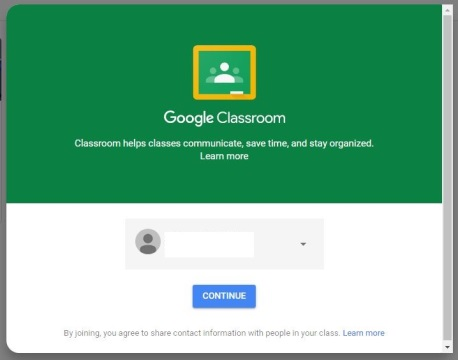 Google Classroom
Classroom helps classes communicate, save time, and stay organized.
Learn more
CONTINUE
By joining, you agree to share contact information with people in your class. Learn more